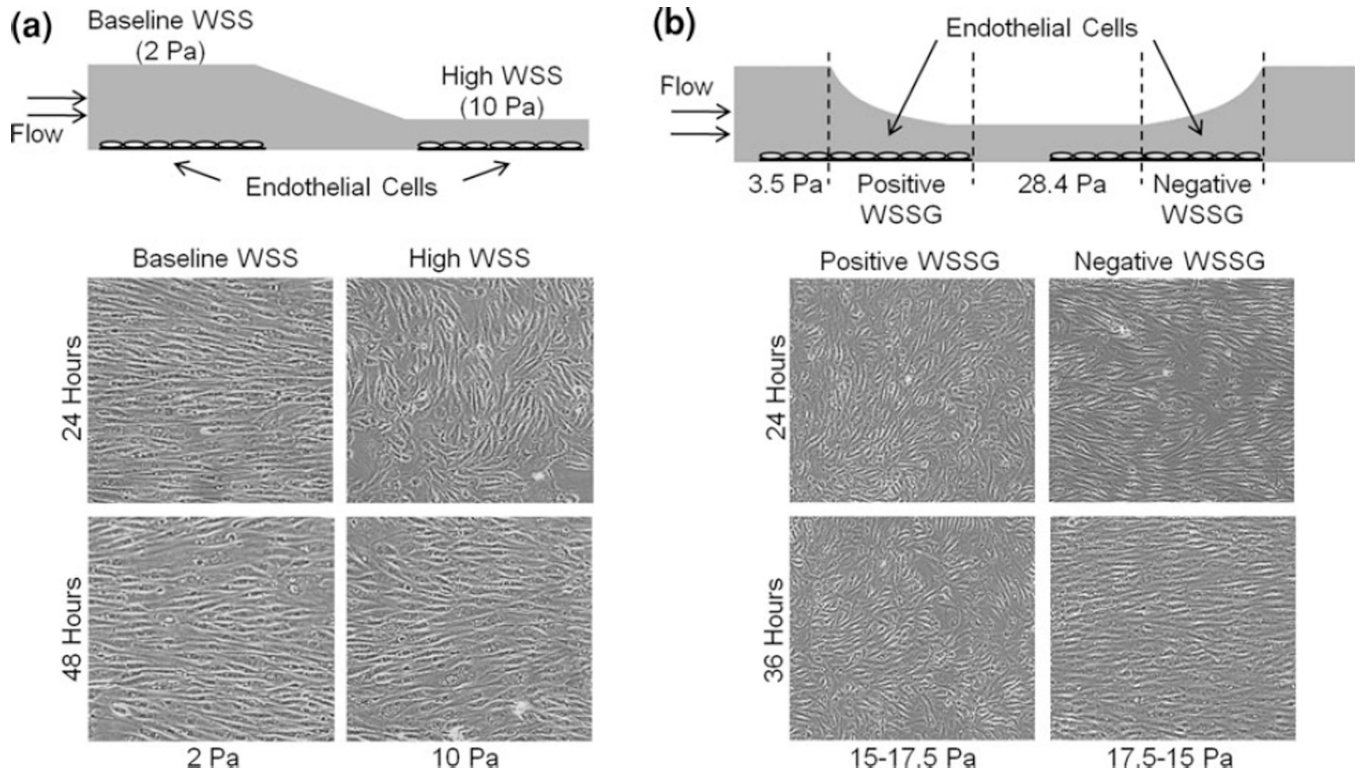 (a)
Baseline WSS
(2 Pa)
High WSS
(10 Pa)
Flow
Endothelial Cells
Baseline WSS
High WSS
24 Hours
48 Hours
2 Pa
10 Pa
(b)
Endothelial Cells
Flow
3.5 Pa
Positive
WSSG
28.4 Pa
Negative
WSSG
Positive WSSG
Negative WSSG
24 Hours
36 Hours
15-17.5 Pa
17.5-15 Pa